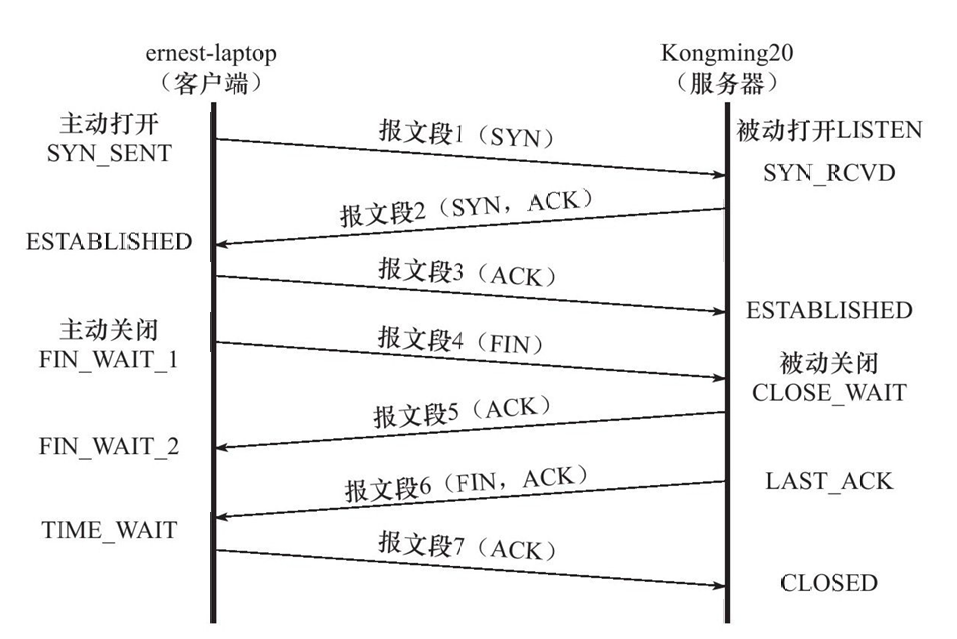 ernest-laptop
（客户端）
Kongming20
（服务器）
主动打开
SYN_SENT
报文段1（SYN）
被动打开LISTEN
SYN_RCVD
报文段2（SYN，ACK）
ESTABLISHED
报文段3（ACK）
ESTABLISHED
主动关闭
FIN_WAIT_1
报文段4（FIN）
被动关闭
CLOSE_WAIT
报文段5（ACK）
FIN_WAIT_2
报文段6（FIN，ACK）
LAST_ACK
TIME_WAIT
报文段7（ACK）
CLOSED